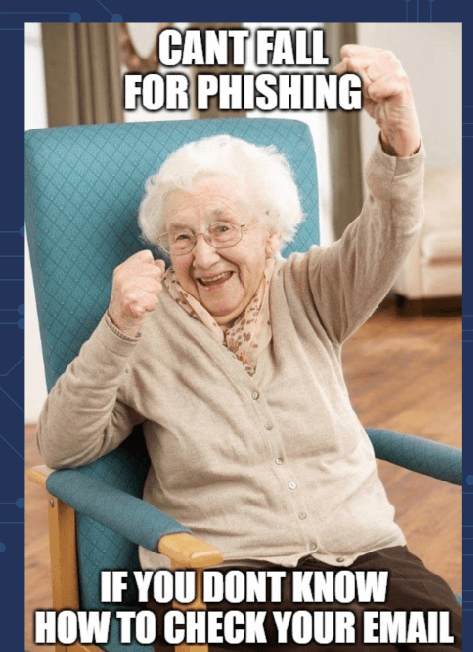 CANT FALL
FOR PHISHING
IF YOU DONT KNOW
HOW TO CHECK YOUR EMAIL